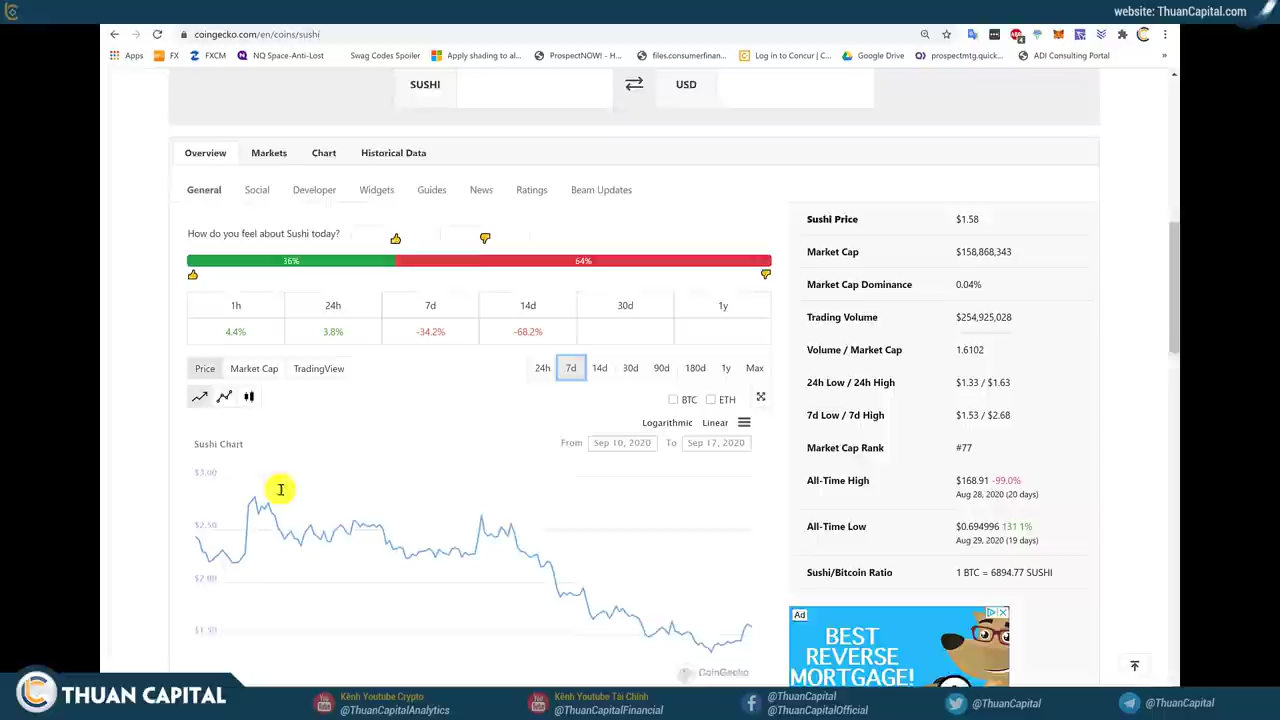 website: ThuanCapital.com
coingecko.com/en/coins/sushi
Apps FX FXCM NQ Space-Anti-Lost Swag Codes Spoiler Apply shading to al... ProspectNOW! - H... files.consumerfinan... Log in to Concur | C... Google Drive prospectmtg.quick... ADI Consulting Portal »
SUSHI USD
Overview Markets Chart Historical Data
General Social Developer Widgets Guides News Ratings Beam Updates
How do you feel about Sushi today?
36% 64%
1h 24h 7d 14d 30d 1y
4.4% 3.8% -34.2% -68.2%
Price Market Cap TradingView 24h 7d 14d 30d 90d 180d 1y Max
BTC ETH
Logarithmic Linear
Sushi Chart From Sep 10, 2020 To Sep 17, 2020
$3.00
$2.50
$2.00
$1.50
CoinGecko
Sushi Price $1.58
Market Cap $158,868,343
Market Cap Dominance 0.04%
Trading Volume $254,925,028
Volume / Market Cap 1.6102
24h Low / 24h High $1.33 / $1.63
7d Low / 7d High $1.53 / $2.68
Market Cap Rank #77
All-Time High $168.91 -99.0%
Aug 28, 2020 (20 days)
All-Time Low $0.694996 131.1%
Aug 29, 2020 (19 days)
Sushi/Bitcoin Ratio 1 BTC = 6894.77 SUSHI
Ad
BEST
REVERSE
MORTGAGE!
THUAN CAPITAL
Kênh Youtube Crypto
@ThuanCapitalAnalytics
Kênh Youtube Tài Chính
@ThuanCapitalFinancial
@ThuanCapital
@ThuanCapitalOfficial
@ThuanCapital
@ThuanCapital